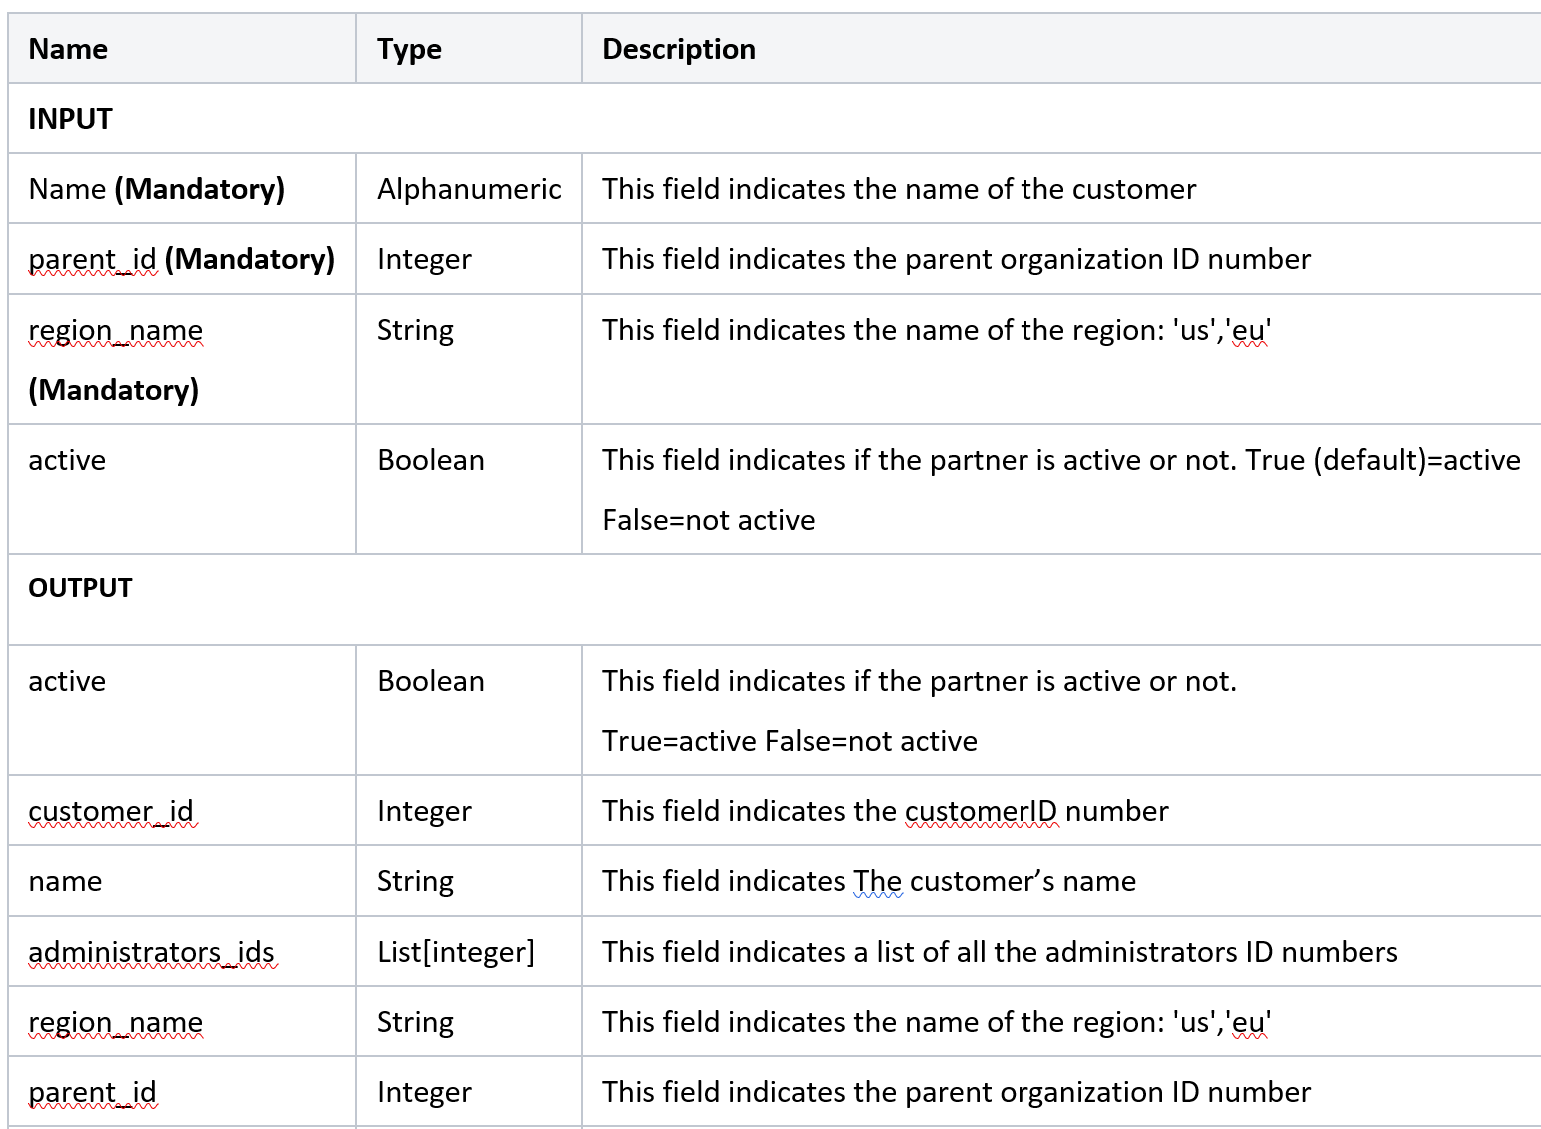 Name Type Description
INPUT
Name (Mandatory) Alphanumeric This field indicates the name of the customer
parent_id (Mandatory) Integer This field indicates the parent organization ID number
region_name String This field indicates the name of the region: 'us','eu'
(Mandatory)
active Boolean This field indicates if the partner is active or not. True (default)=active
False=not active
OUTPUT
active Boolean This field indicates if the partner is active or not.
True=active False=not active
customer_id Integer This field indicates the customerID number
name String This field indicates The customer’s name
administrators_ids List[integer] This field indicates a list of all the administrators ID numbers
region_name String This field indicates the name of the region: 'us','eu'
parent_id Integer This field indicates the parent organization ID number